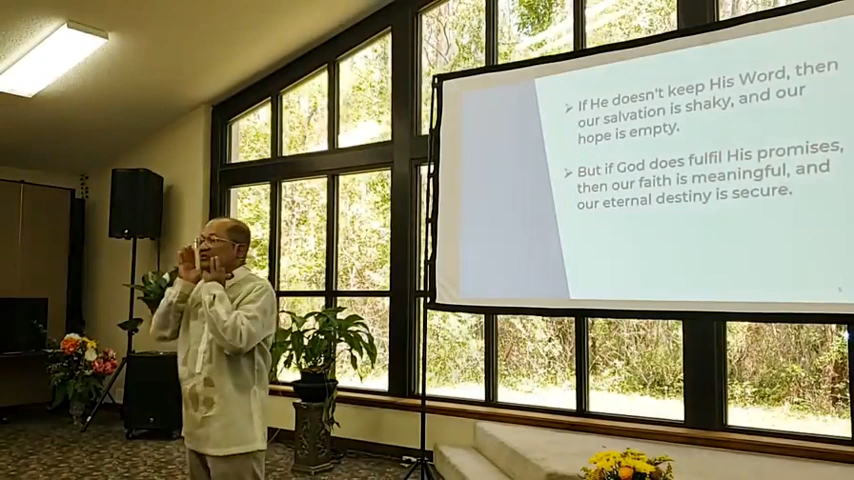 If He doesn't keep His Word, then
our salvation is shaky, and our
hope is empty.
But if God does fulfil His promises,
then our faith is meaningful, and
our eternal destiny is secure.